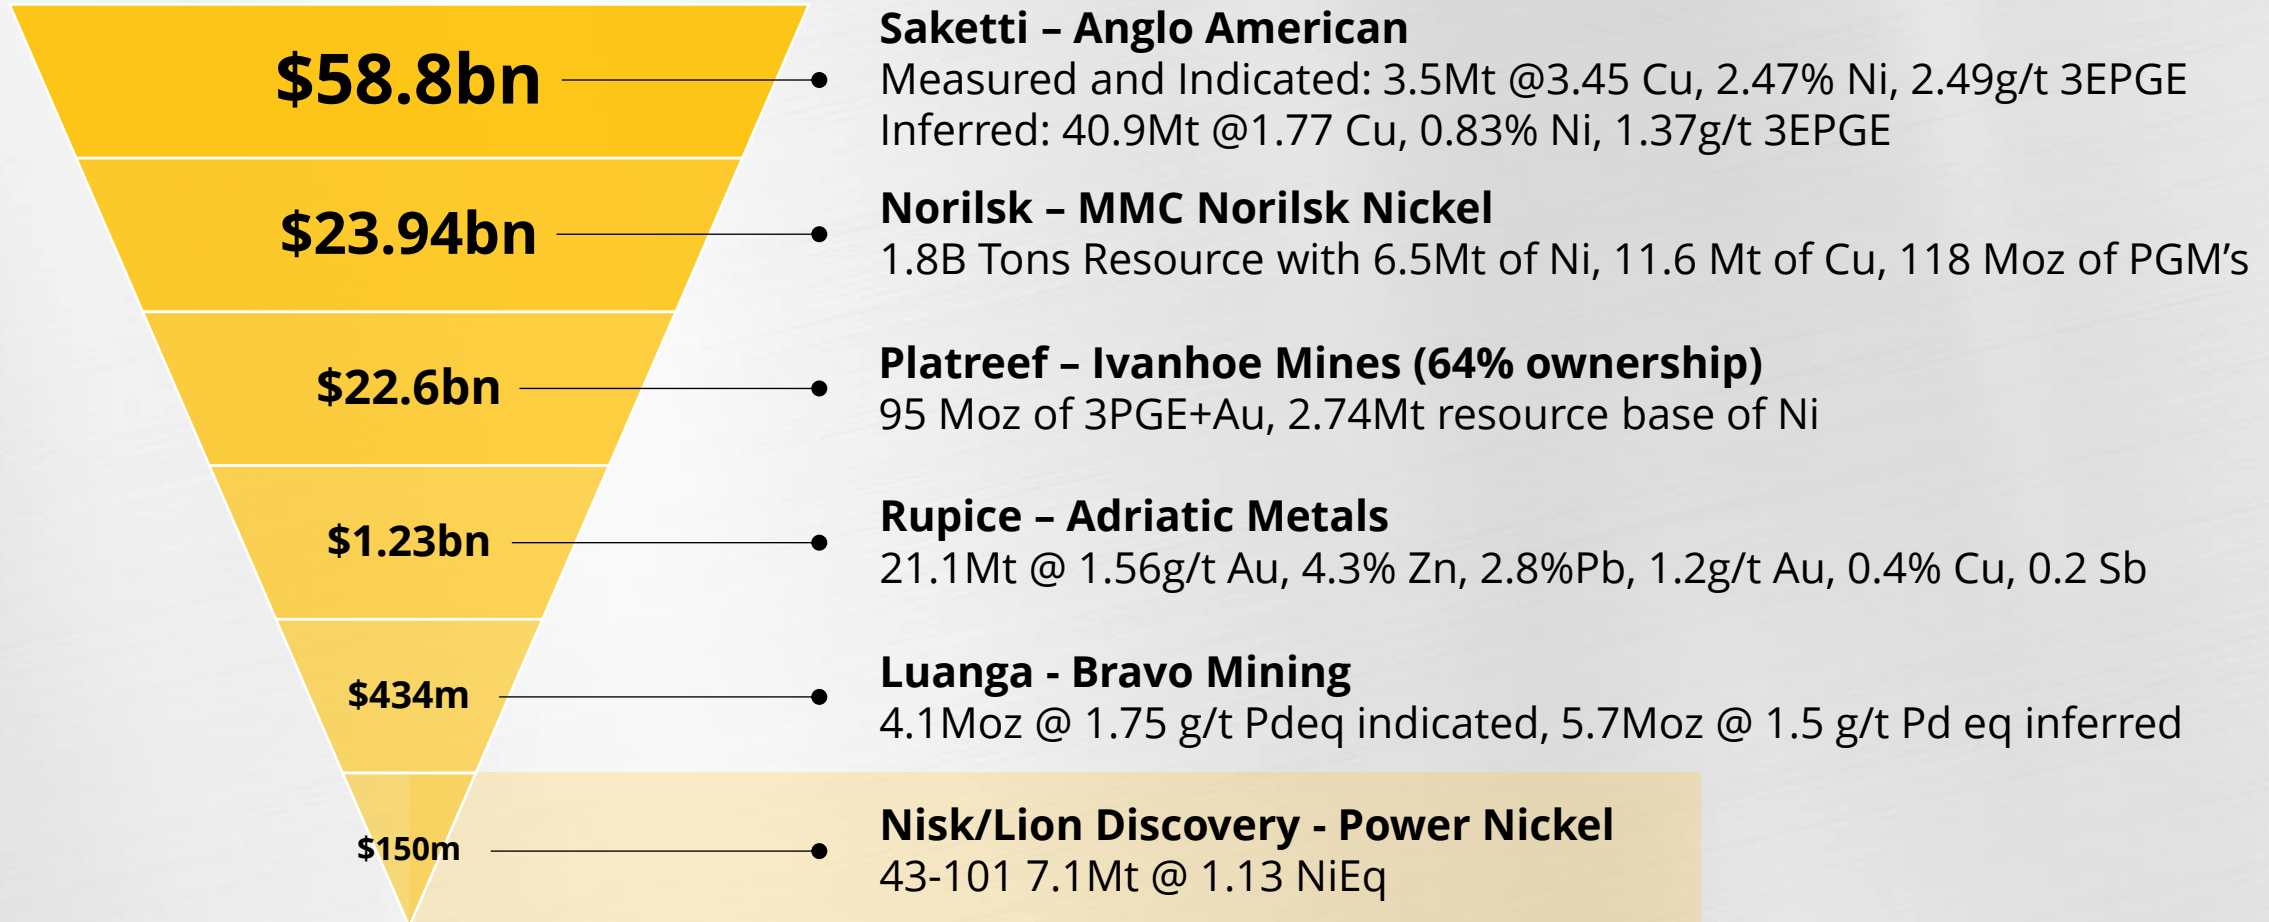 $58.8bn
Saketti – Anglo American
Measured and Indicated: 3.5Mt @3.45 Cu, 2.47% Ni, 2.49g/t 3EPGE
Inferred: 40.9Mt @1.77 Cu, 0.83% Ni, 1.37g/t 3EPGE
$23.94bn
Norilsk – MMC Norilsk Nickel
1.8B Tons Resource with 6.5Mt of Ni, 11.6 Mt of Cu, 118 Moz of PGM’s
$22.6bn
Platreef – Ivanhoe Mines (64% ownership)
95 Moz of 3PGE+Au, 2.74Mt resource base of Ni
$1.23bn
Rupice – Adriatic Metals
21.1Mt @ 1.56g/t Au, 4.3% Zn, 2.8%Pb, 1.2g/t Au, 0.4% Cu, 0.2 Sb
$434m
Luanga - Bravo Mining
4.1Moz @ 1.75 g/t Pdeq indicated, 5.7Moz @ 1.5 g/t Pd eq inferred
$150m
Nisk/Lion Discovery - Power Nickel
43-101 7.1Mt @ 1.13 NiEq